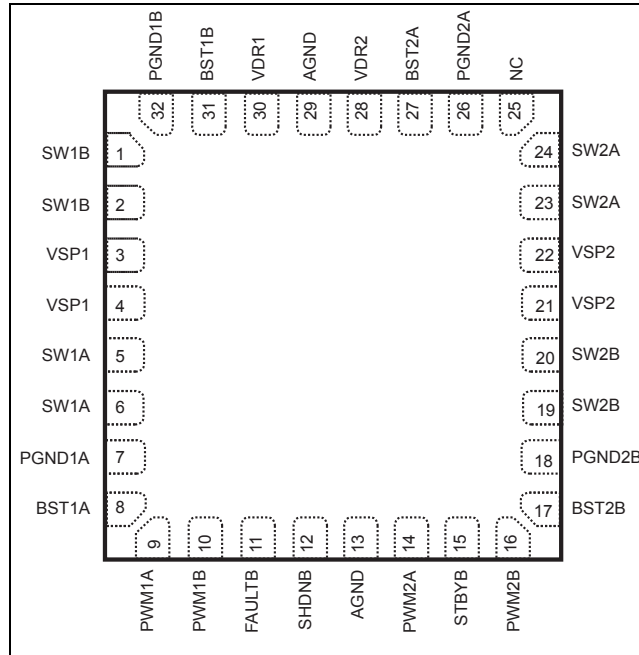 PGND1B
BST1B
VDR1
AGND
VDR2
BST2A
PGND2A
NC
32
31
30
29
28
27
26
25
SW1B 1
24 SW2A
SW1B 2
23 SW2A
VSP1 3
22 VSP2
VSP1 4
21 VSP2
SW1A 5
20 SW2B
SW1A 6
19 SW2B
PGND1A 7
18 PGND2B
BST1A 8
17 BST2B
9
10
11
12
13
14
15
16
PWM1A
PWM1B
FAULTB
SHDNB
AGND
PWM2A
STBYB
PWM2B